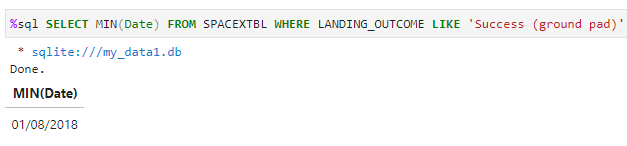 %sql SELECT MIN(Date) FROM SPACEXTBL WHERE LANDING_OUTCOME LIKE 'Success (ground pad)'
* sqlite:///my_data1.db
Done.
MIN(Date)
01/08/2018